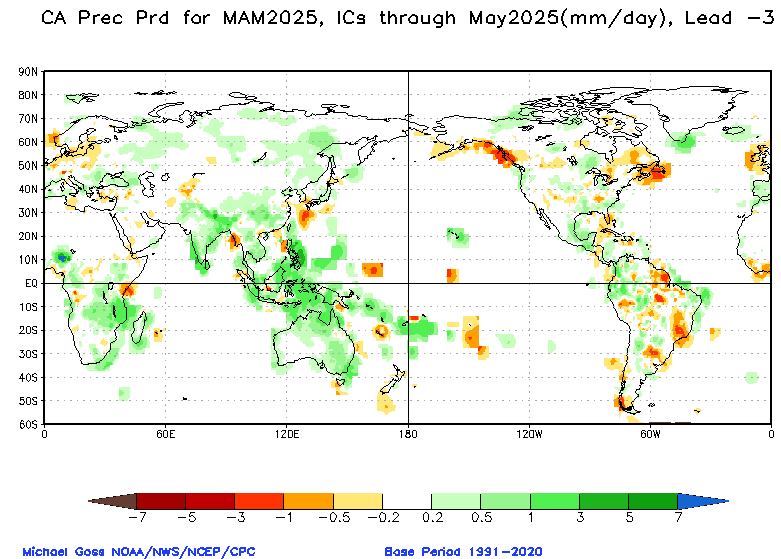 CA Prec Prd for MAM2025, ICs through May2025(mm/day), Lead -3
90N
80N
70N
60N
50N
40N
30N
20N
10N
EQ
10S
20S
30S
40S
50S
60S
0 60E 120E 180 120W 60W 0
-7 -5 -3 -1 -0.5 -0.2 0.2 0.5 1 3 5 7
Michael Goss NOAA/NWS/NCEP/CPC Base Period 1991-2020